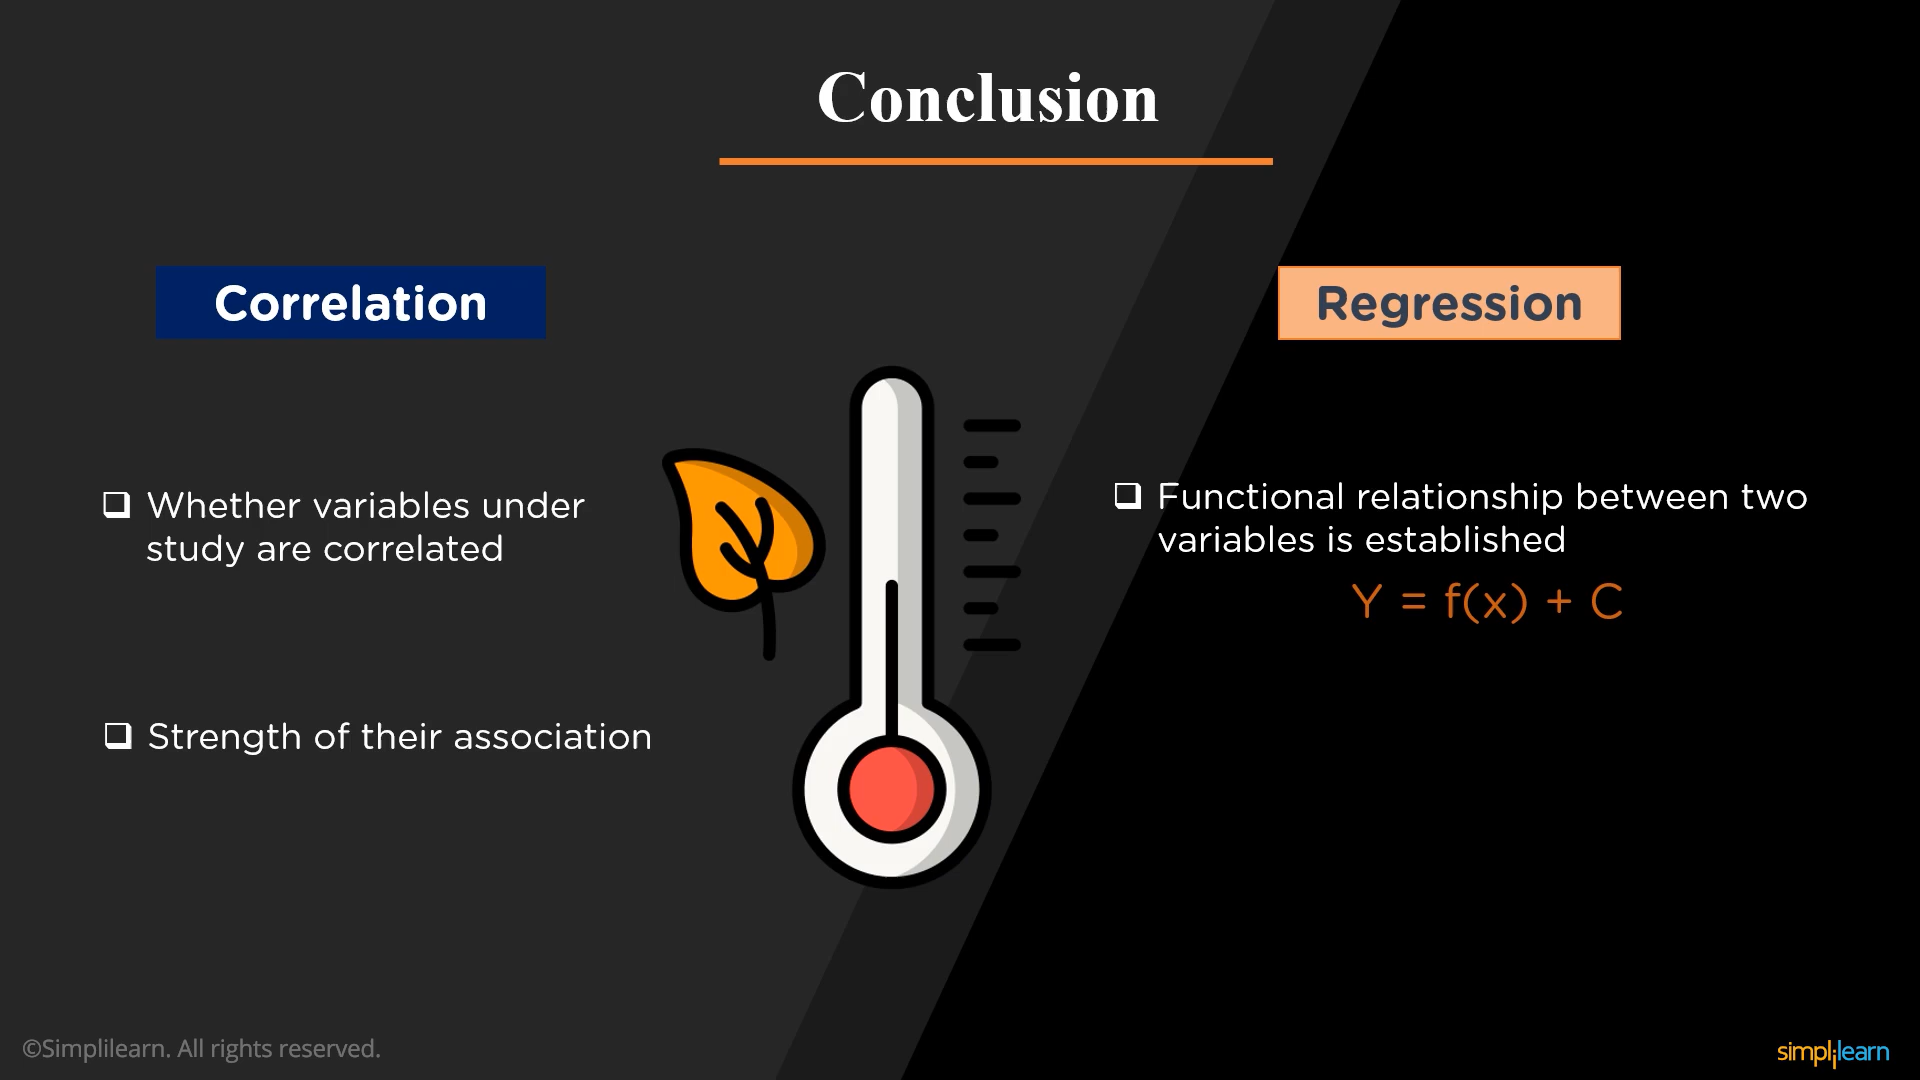 Conclusion
Correlation
❑ Whether variables under
study are correlated
❑ Strength of their association
Regression
❑ Functional relationship between two
variables is established
Y = f(x) + C
©Simplilearn. All rights reserved.
simplilearn